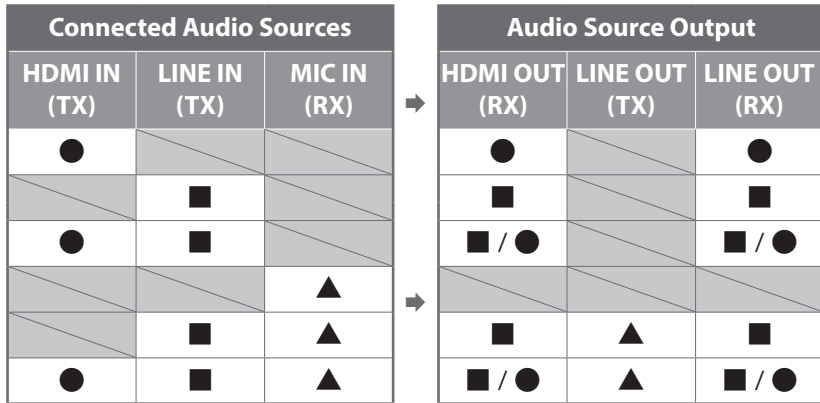 Connected Audio Sources
HDMI IN (TX) LINE IN (TX) MIC IN (RX)
● 
■
● ■
▲
■ ▲
● ■ ▲
Audio Source Output
HDMI OUT (RX) LINE OUT (TX) LINE OUT (RX)
● ●
■ ■
■ / ● ■ / ●
■ ▲ ■
■ / ● ▲ ■ / ●